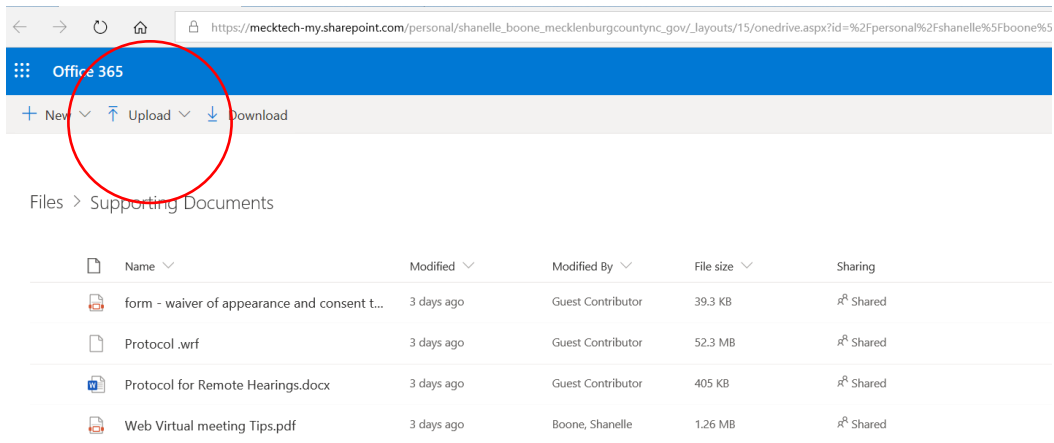 https://mecktech-my.sharepoint.com/personal/shanelle_boone_mecklenburgcountync_gov/_layouts/15/onedrive.aspx?id=%2Fpersonal%2Fshanelle%5Fboone%5
Office 365
New Upload Download
Files > Supporting Documents
Name Modified Modified By File size Sharing
form - waiver of appearance and consent t... 3 days ago Guest Contributor 39.3 KB Shared
Protocol .wrf 3 days ago Guest Contributor 52.3 MB Shared
Protocol for Remote Hearings.docx 3 days ago Guest Contributor 405 KB Shared
Web Virtual meeting Tips.pdf 3 days ago Boone, Shanelle 1.26 MB Shared